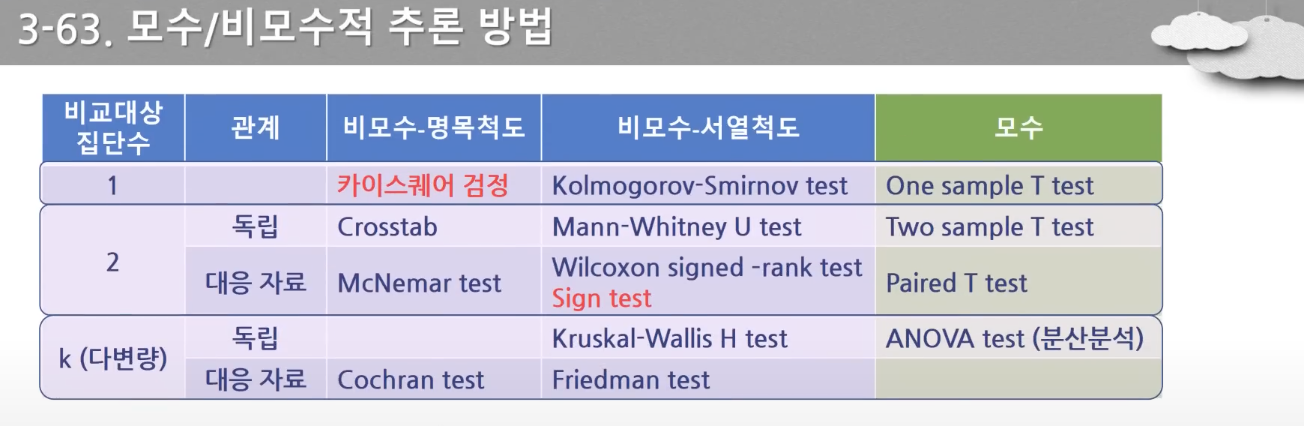 3-63. 모수/비모수적 추론 방법
비교대상
집단수
관계
비모수-명목척도
비모수-서열척도
모수
1
카이스퀘어 검정
Kolmogorov-Smirnov test
One sample T test
2
독립
Crosstab
Mann-Whitney U test
Two sample T test
대응 자료
McNemar test
Wilcoxon signed -rank test
Sign test
Paired T test
k (다변량)
독립
Kruskal-Wallis H test
ANOVA test (분산분석)
대응 자료
Cochran test
Friedman test